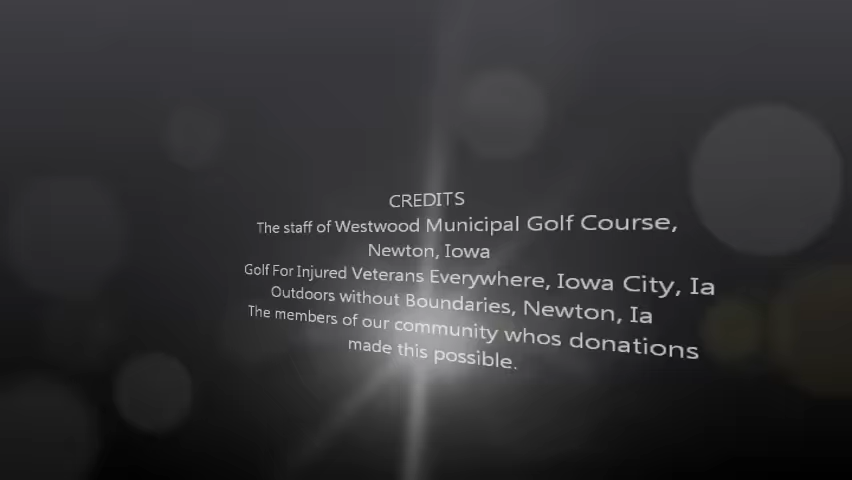 CREDITS
The staff of Westwood Municipal Golf Course,
Newton, Iowa
Golf For Injured Veterans Everywhere, Iowa City, Ia
Outdoors without Boundaries, Newton, Ia
The members of our community whos donations
made this possible.